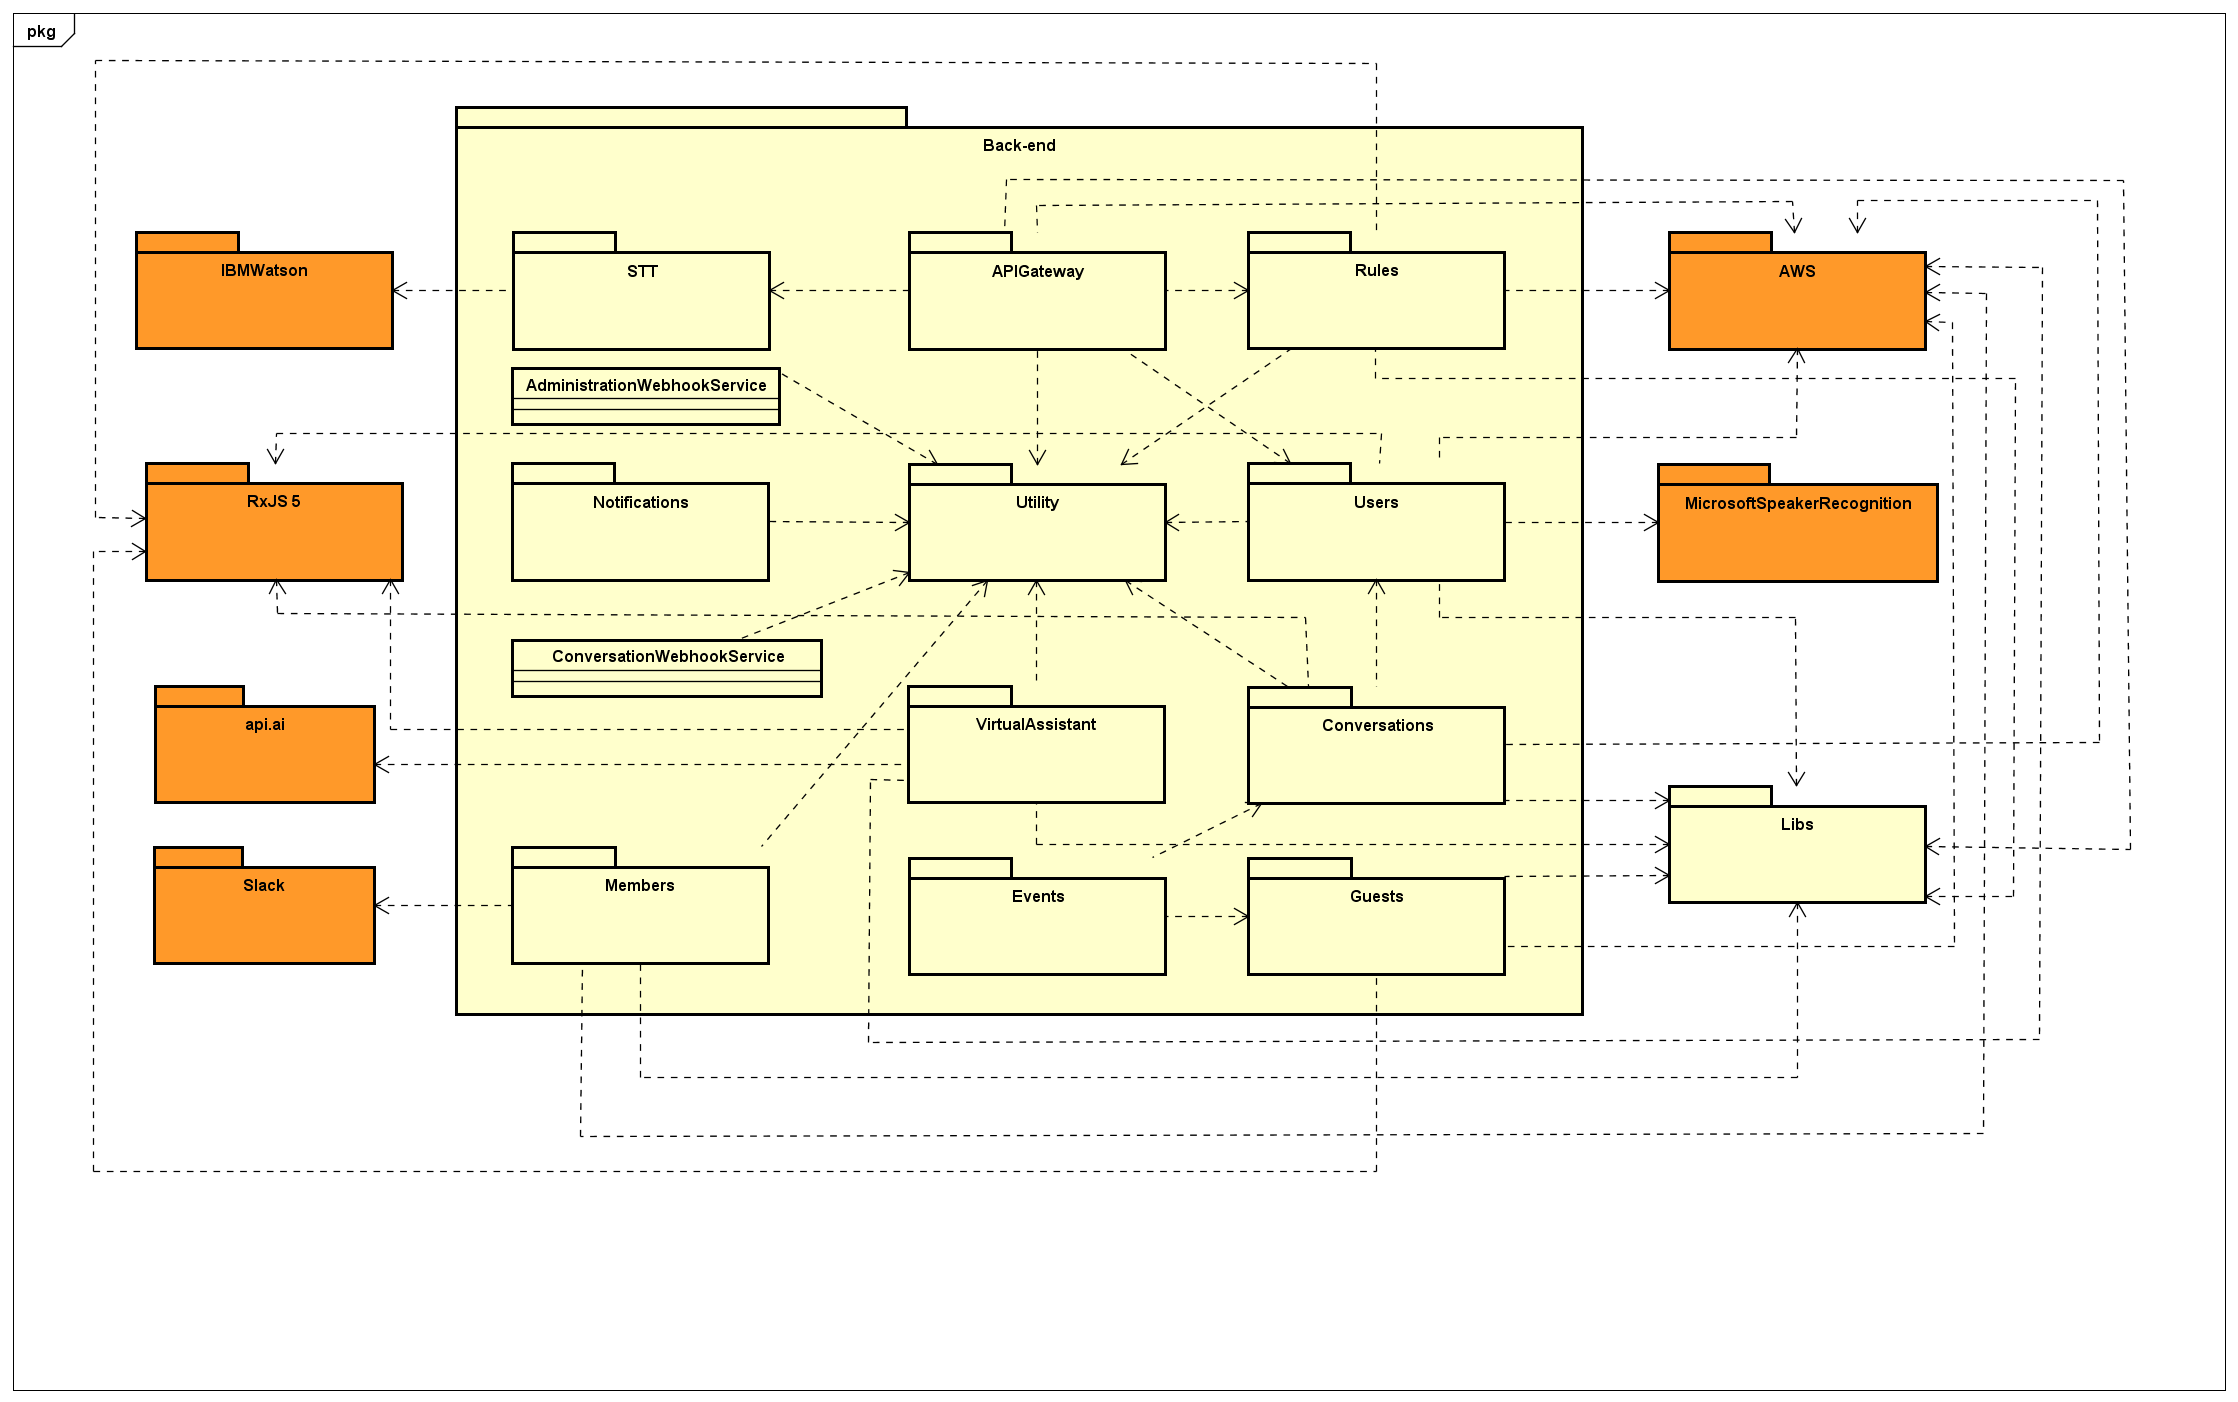 pkg
Back-end
IBMWatson
STT
APIGateway
Rules
AWS
AdministrationWebhookService
RxJS 5
Notifications
Utility
Users
MicrosoftSpeakerRecognition
ConversationWebhookService
api.ai
VirtualAssistant
Conversations
Libs
Slack
Members
Events
Guests